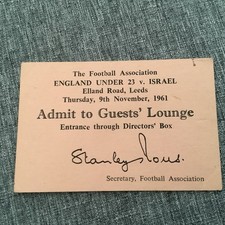 The Football Association
ENGLAND UNDER 23 v. ISRAEL
Elland Road, Leeds
Thursday, 9th November, 1961
Admit to Guests' Lounge
Entrance through Directors' Box
Stanley Rous.
Secretary, Football Association